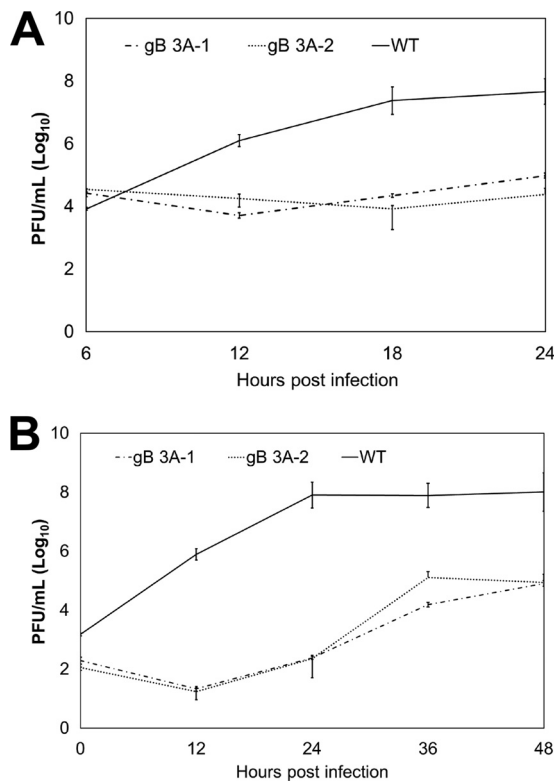 A
10
gB 3A-1 gB 3A-2 WT
8
6
4
2
0
PFU/mL (Log10)
6 12 18 24
Hours post infection
B
10
gB 3A-1 gB 3A-2 WT
8
6
4
2
0
PFU/mL (Log10)
0 12 24 36 48
Hours post infection